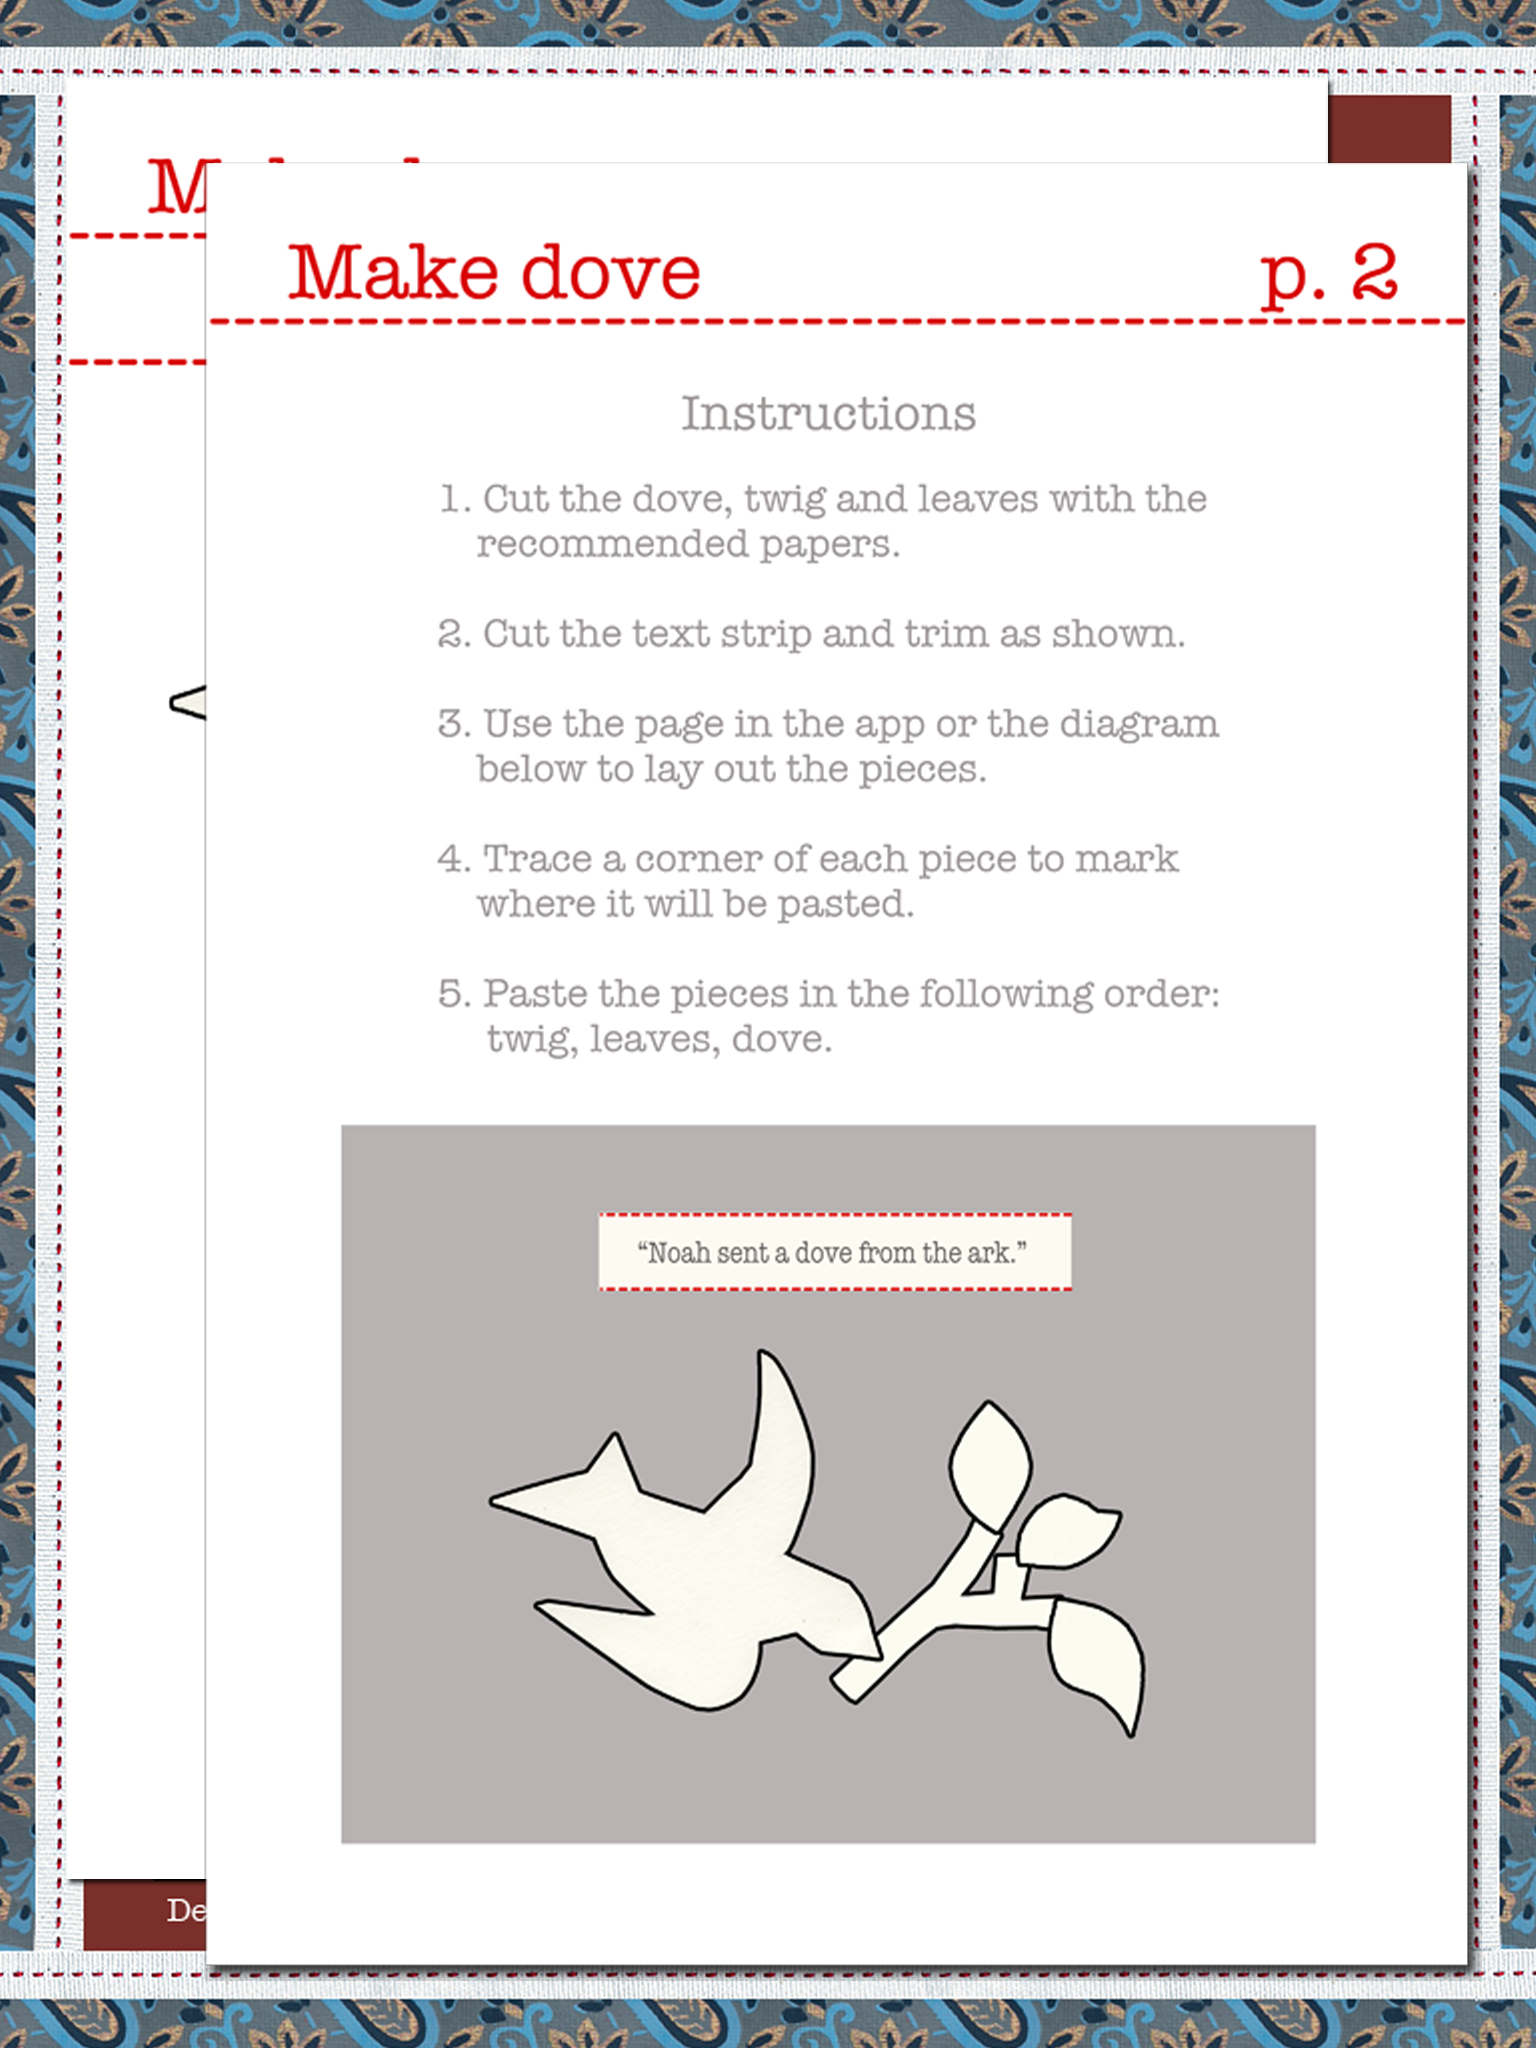 Make dove p. 2
Instructions
1. Cut the dove, twig and leaves with the
recommended papers.
2. Cut the text strip and trim as shown.
3. Use the page in the app or the diagram
below to lay out the pieces.
4. Trace a corner of each piece to mark
where it will be pasted.
5. Paste the pieces in the following order:
twig, leaves, dove.
“Noah sent a dove from the ark.”